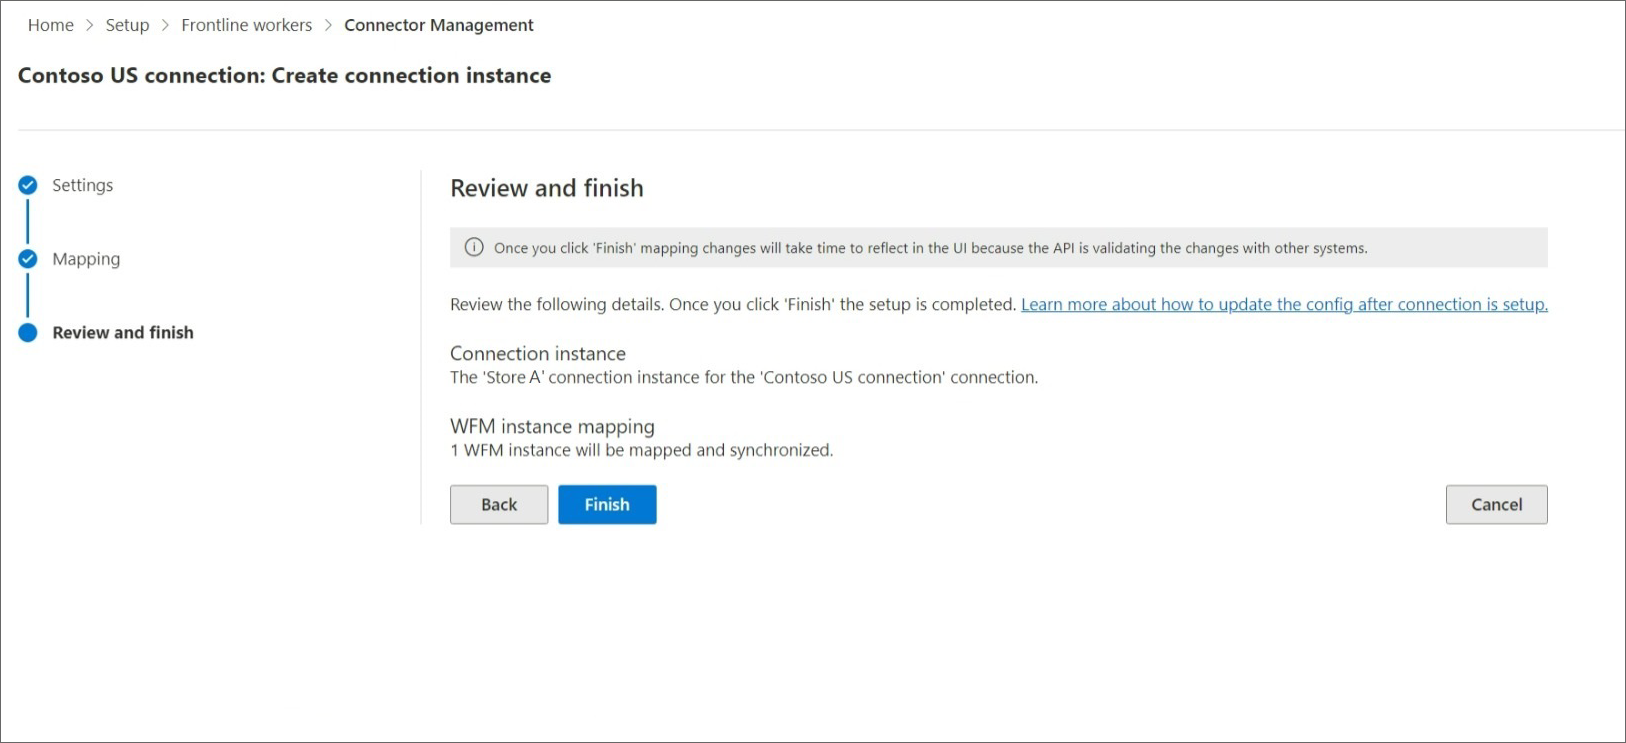 Home > Setup > Frontline workers > Connector Management
Contoso US connection: Create connection instance
Settings
Mapping
Review and finish
Review and finish
Once you click 'Finish' mapping changes will take time to reflect in the UI because the API is validating the changes with other systems.
Review the following details. Once you click 'Finish' the setup is completed. Learn more about how to update the config after connection is setup.
Connection instance
The 'Store A' connection instance for the 'Contoso US connection' connection.
WFM instance mapping
1 WFM instance will be mapped and synchronized.
Back Finish Cancel